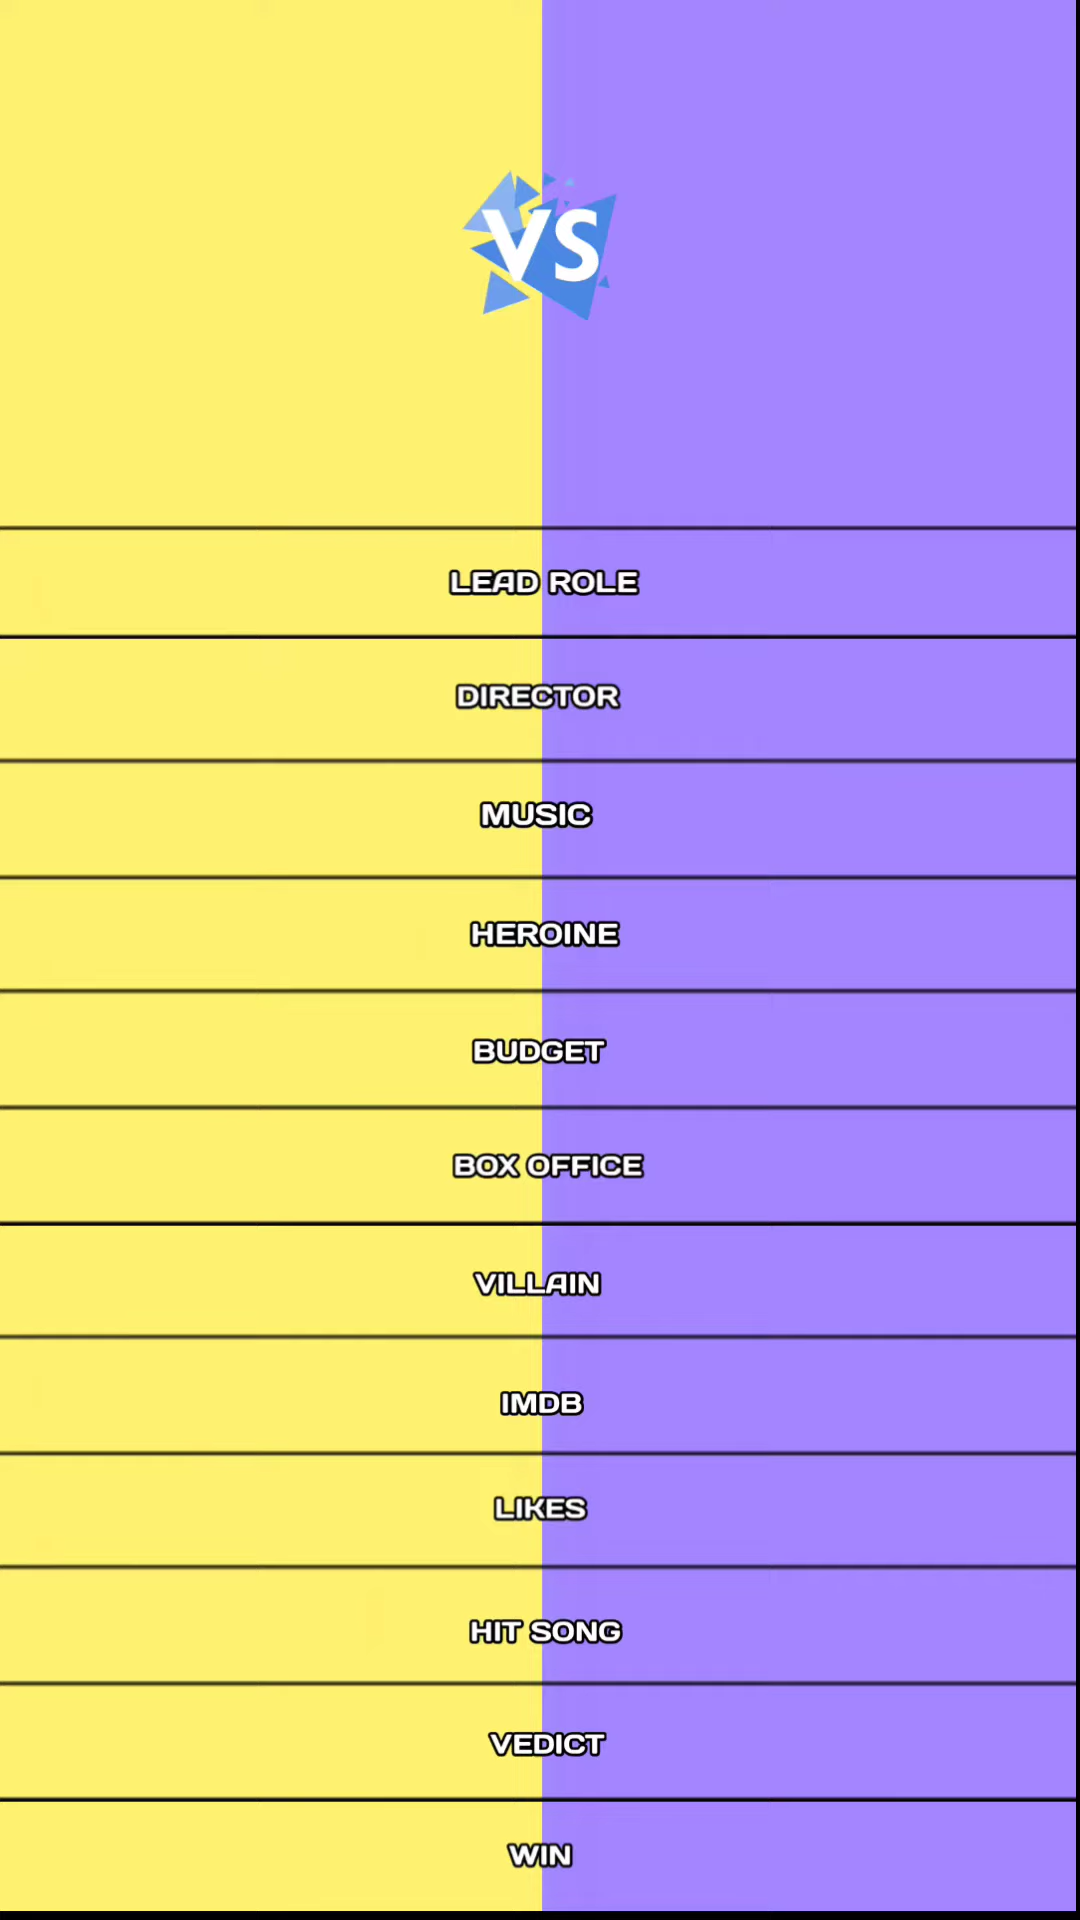 VS
LEAD ROLE
DIRECTOR
MUSIC
HEROINE
BUDGET
BOX OFFICE
VILLAIN
IMDB
LIKES
HIT SONG
VEDICT
WIN